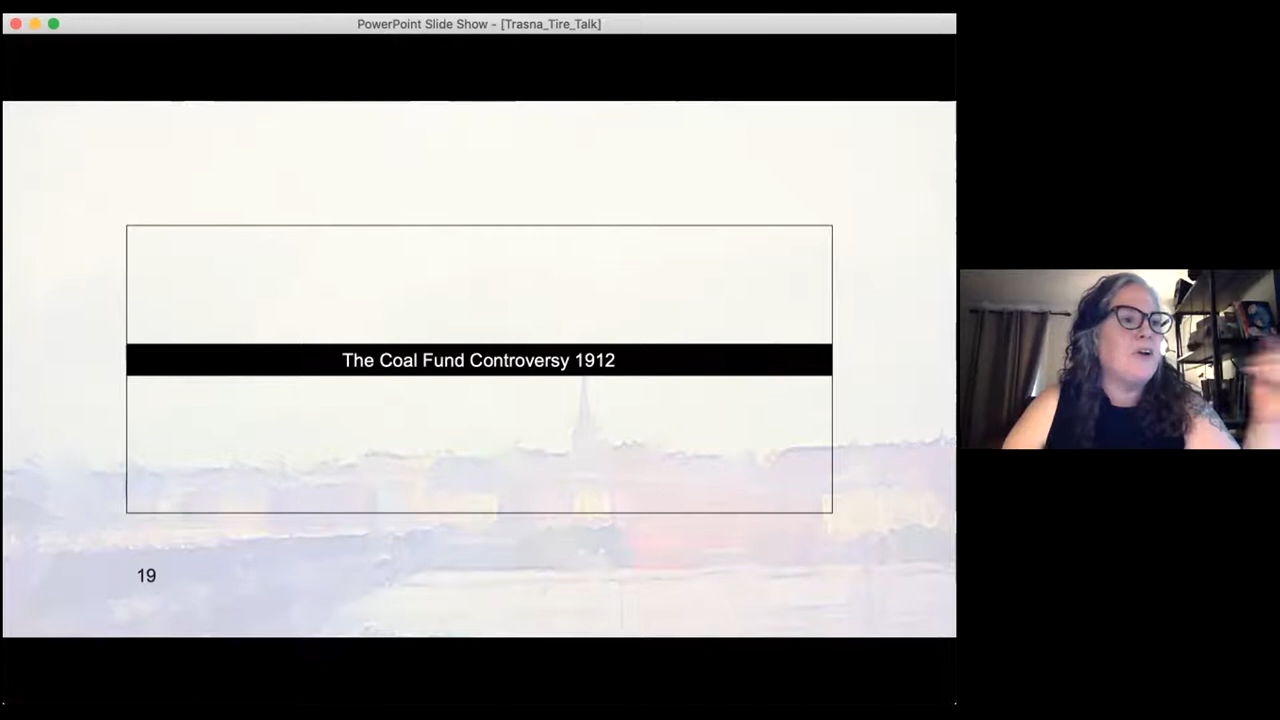 PowerPoint Slide Show - [Trasna_Tire_Talk]
The Coal Fund Controversy 1912
19